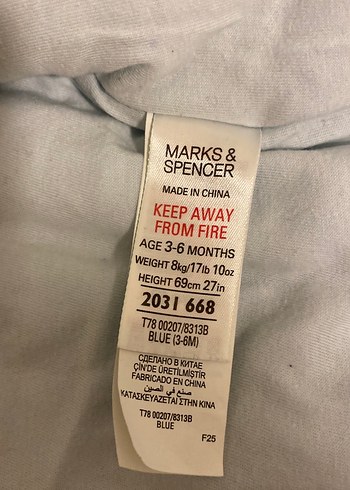 MARKS &
SPENCER
MADE IN CHINA
KEEP AWAY
FROM FIRE
AGE 3-6 MONTHS
WEIGHT 8kg/17lb 10oz
HEIGHT 69cm 27in
2031 668
T78 00207/8313B
BLUE (3-6M)
СДЕЛАНО В КИТАЕ
ÇİN'DE ÜRETİLMİŞTİR
FABRICADO EN CHINA
صنع في الصين
ΚΑΤΑΣΚΕΥΑΖΕΤΑΙ ΣΤΗΝ ΚΙΝΑ
T78 00207/8313B
BLUE
F25